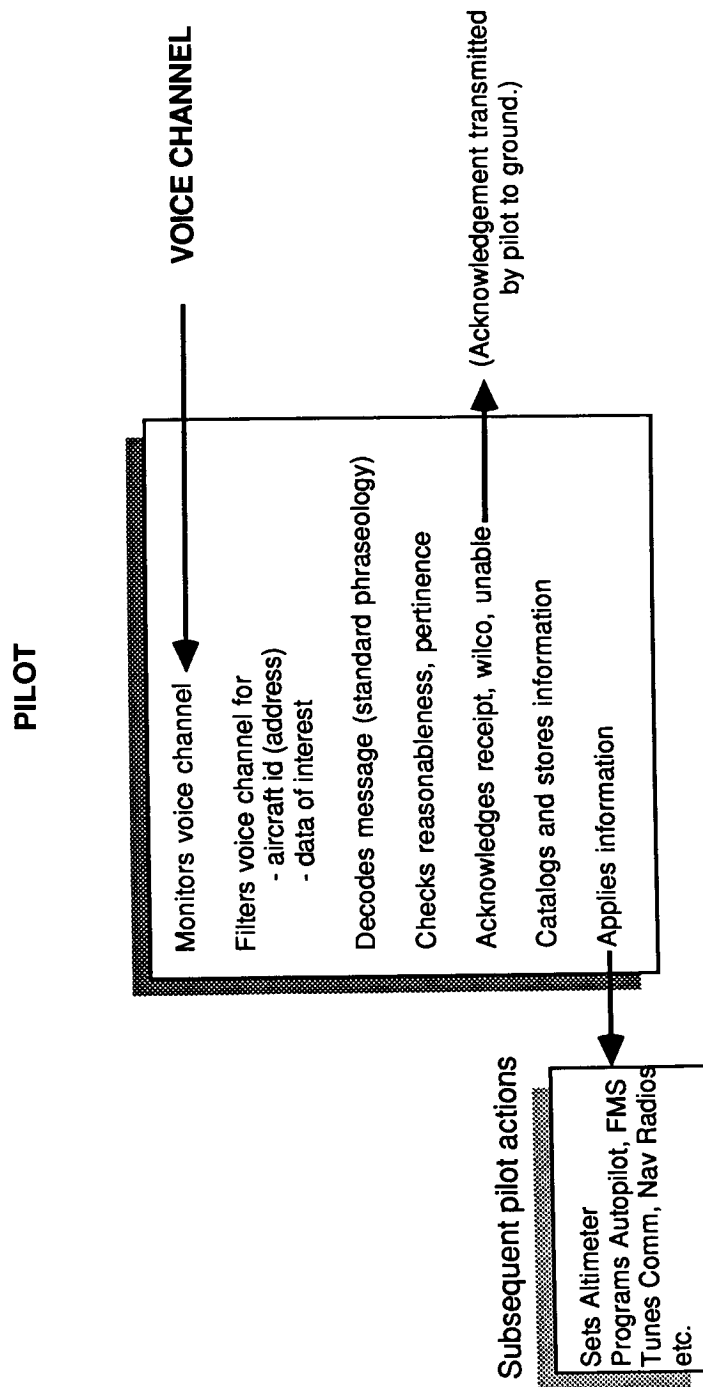 PILOT
VOICE CHANNEL
Monitors voice channel
Filters voice channel for
- aircraft id (address)
- data of interest
Decodes message (standard phraseology)
Checks reasonableness, pertinence
Acknowledges receipt, wilco, unable
(Acknowledgement transmitted
by pilot to ground.)
Catalogs and stores information
Applies information
Subsequent pilot actions
Sets Altimeter
Programs Autopilot, FMS
Tunes Comm, Nav Radios
etc.